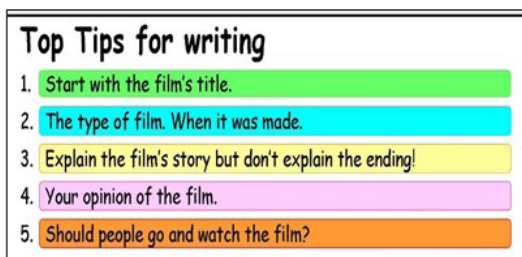 Top Tips for writing
1. Start with the film's title.
2. The type of film. When it was made.
3. Explain the film's story but don't explain the ending!
4. Your opinion of the film.
5. Should people go and watch the film?